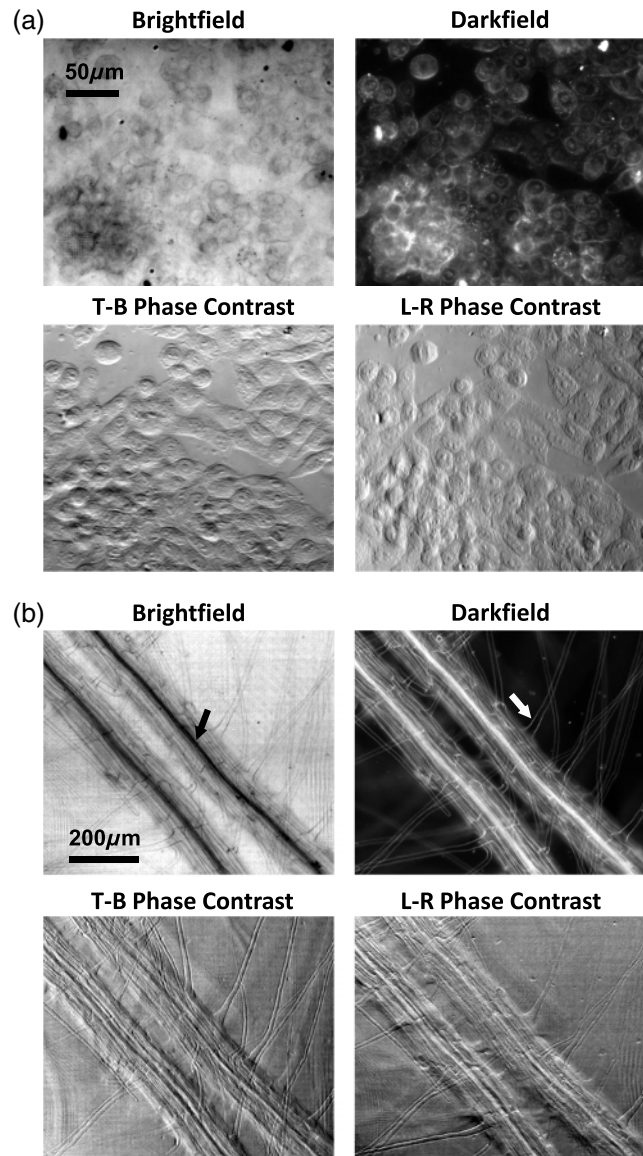 (a)
Brightfield
Darkfield
50μm
T-B Phase Contrast
L-R Phase Contrast
(b)
Brightfield
Darkfield
200μm
T-B Phase Contrast
L-R Phase Contrast